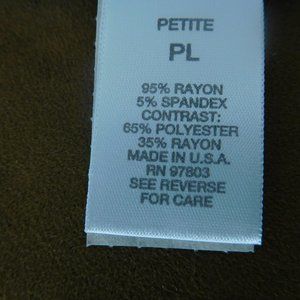 PETITE
PL
95% RAYON
5% SPANDEX
CONTRAST:
65% POLYESTER
35% RAYON
MADE IN U.S.A.
RN 97803
SEE REVERSE
FOR CARE